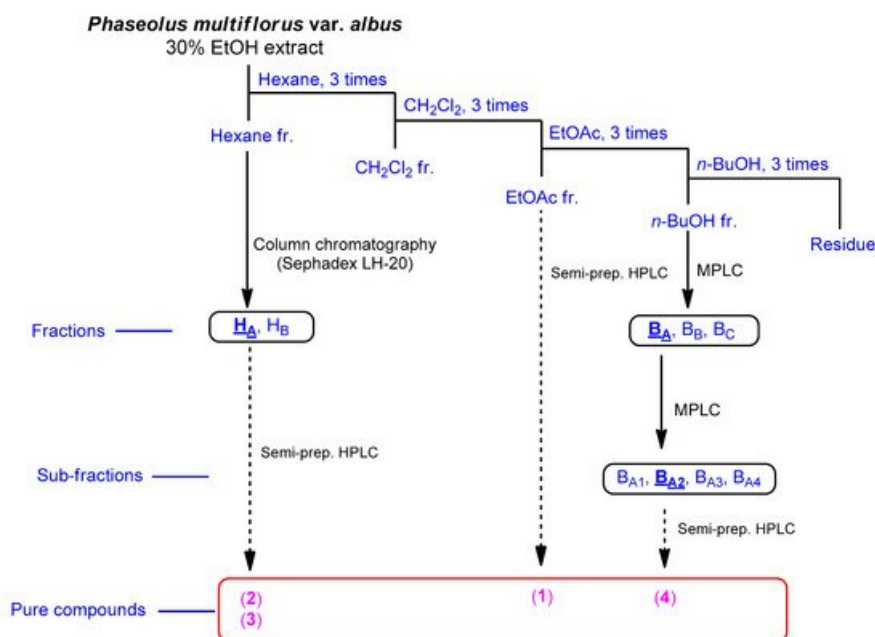 Phaseolus multiflorus var. albus
30% EtOH extract
Hexane, 3 times
CH2Cl2, 3 times
EtOAc, 3 times
n-BuOH, 3 times
Hexane fr.
CH2Cl2 fr.
EtOAc fr.
n-BuOH fr.
Residue
Column chromatography
(Sephadex LH-20)
Semi-prep. HPLC
MPLC
Fractions
HA, HB
BA, BB, BC
MPLC
Semi-prep. HPLC
Sub-fractions
BA1, BA2, BA3, BA4
Semi-prep. HPLC
Pure compounds
(2)
(3)
(1)
(4)